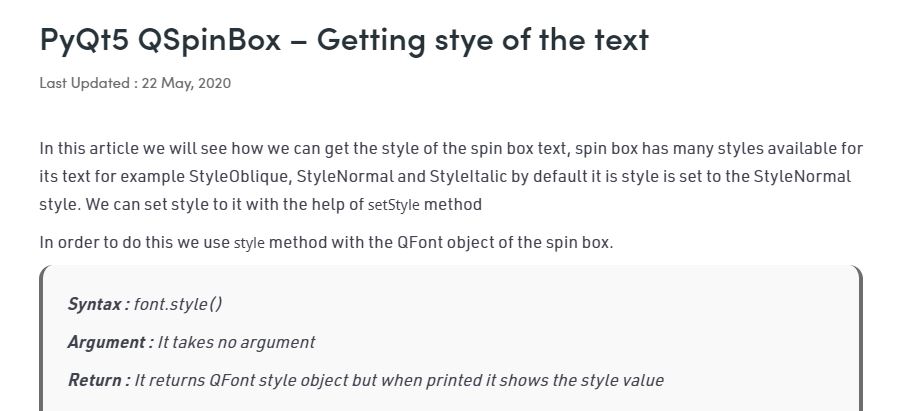 PyQt5 QSpinBox – Getting stye of the text
Last Updated : 22 May, 2020
In this article we will see how we can get the style of the spin box text, spin box has many styles available for
its text for example StyleOblique, StyleNormal and StyleItalic by default it is style is set to the StyleNormal
style. We can set style to it with the help of setStyle method
In order to do this we use style method with the QFont object of the spin box.
Syntax : font.style()
Argument : It takes no argument
Return : It returns QFont style object but when printed it shows the style value